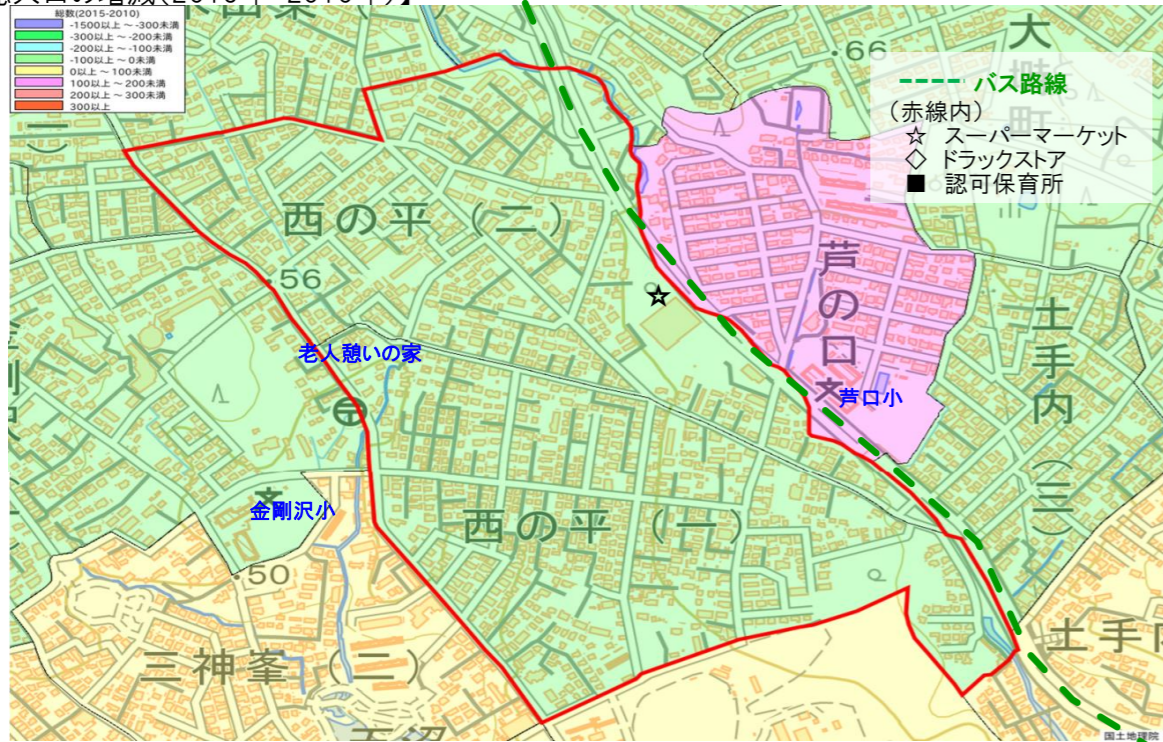 総数(2015-2010)
-1500以上 ~ -300未満
-300以上 ~ -200未満
-200以上 ~ -100未満
-100以上 ~ 0未満
0以上 ~ 100未満
100以上 ~ 200未満
200以上 ~ 300未満
300以上
バス路線
(赤線内)
☆ スーパーマーケット
◇ ドラックストア
■ 認可保育所
・66
大
町
西の平(二)
芦の口
・56
老人憩いの家
土手内(三)
芦口小
西の平(一)
金剛沢小
・50
三神峯(二)
土手内
国土地理院